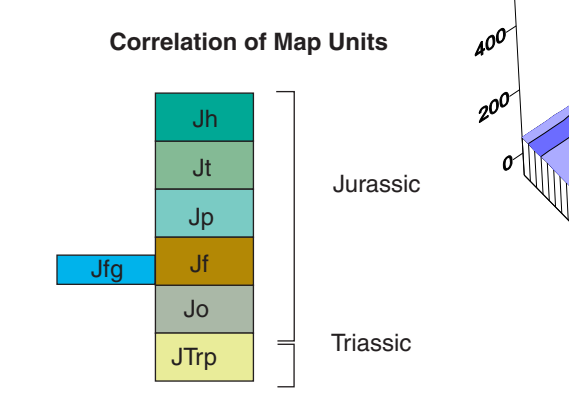 Correlation of Map Units
400
200
0
Jh
Jt
Jp
Jfg
Jf
Jo
JTrp
Jurassic
Triassic